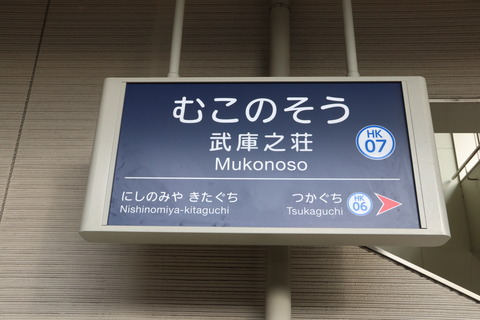 むこのそう
武庫之荘
Mukonoso
HK
07
にしのみや きたぐち
Nishinomiya-kitaguchi
つかぐち
Tsukaguchi
HK
06